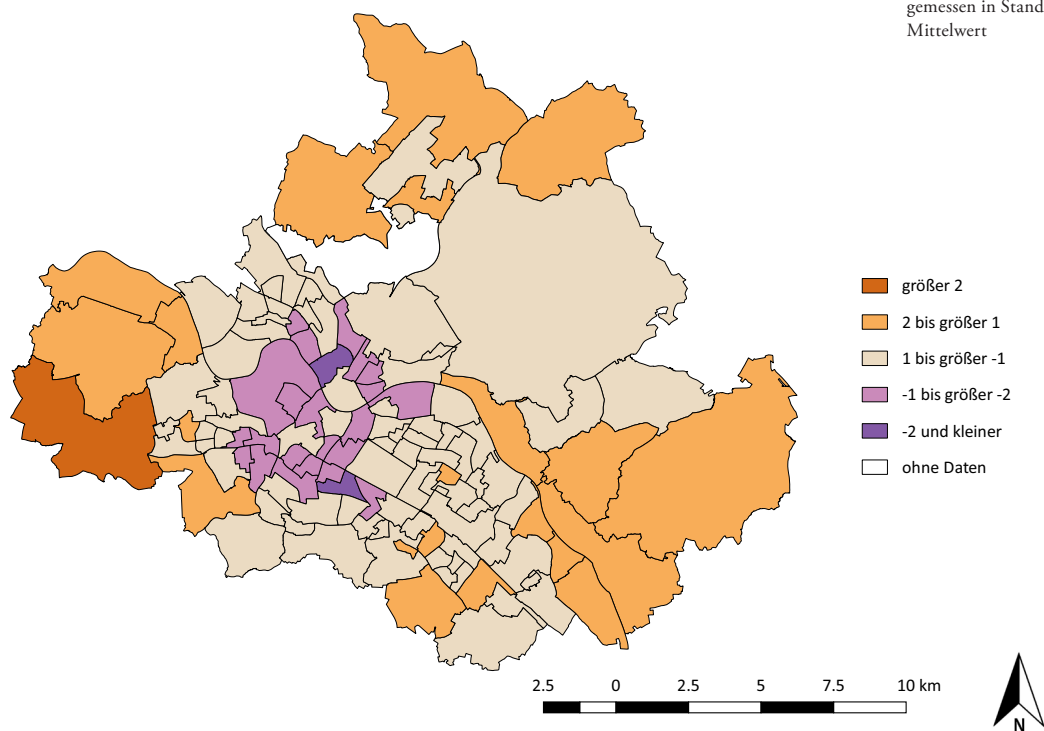 gemessen in Stand
Mittelwert
größer 2
2 bis größer 1
1 bis größer -1
-1 bis größer -2
-2 und kleiner
ohne Daten
2.5 0 2.5 5 7.5 10 km
N